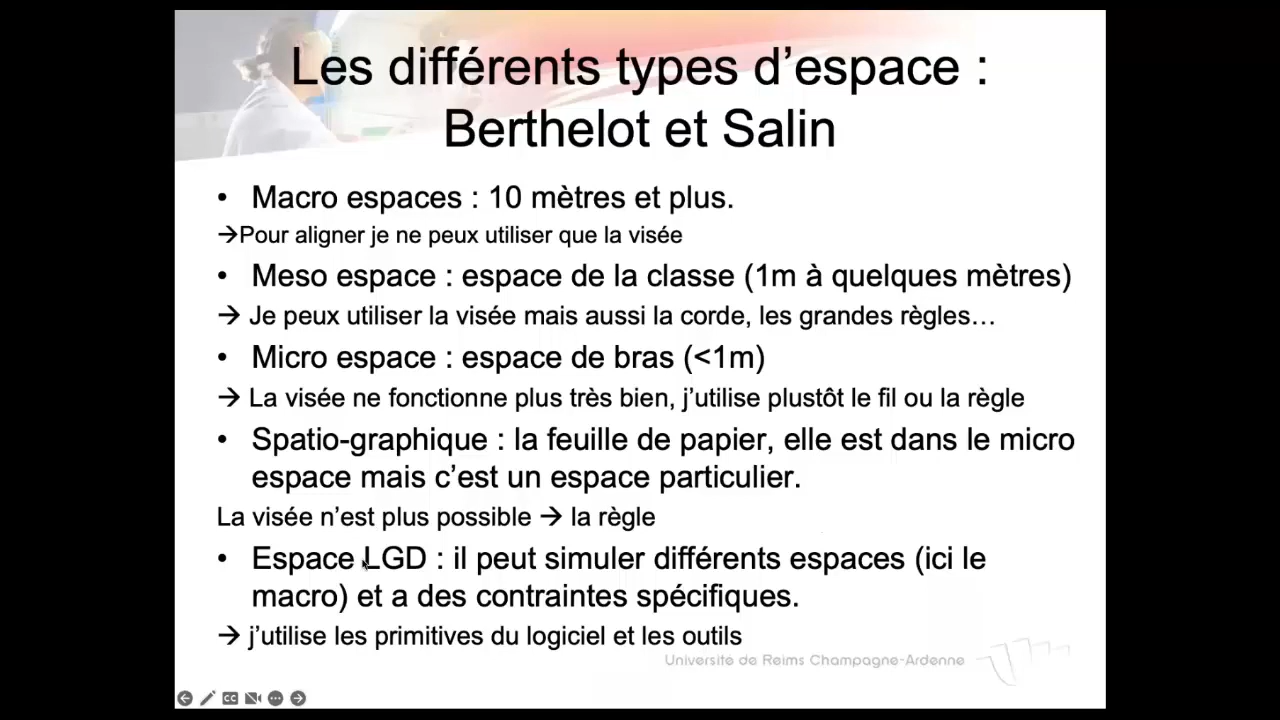 Les différents types d’espace :
Berthelot et Salin
• Macro espaces : 10 mètres et plus.
→Pour aligner je ne peux utiliser que la visée
• Meso espace : espace de la classe (1m à quelques mètres)
→ Je peux utiliser la visée mais aussi la corde, les grandes règles…
• Micro espace : espace de bras (<1m)
→ La visée ne fonctionne plus très bien, j’utilise plustôt le fil ou la règle
• Spatio-graphique : la feuille de papier, elle est dans le micro
espace mais c’est un espace particulier.
La visée n’est plus possible → la règle
• Espace LGD : il peut simuler différents espaces (ici le
macro) et a des contraintes spécifiques.
→ j’utilise les primitives du logiciel et les outils
Université de Reims Champagne-Ardenne
CC